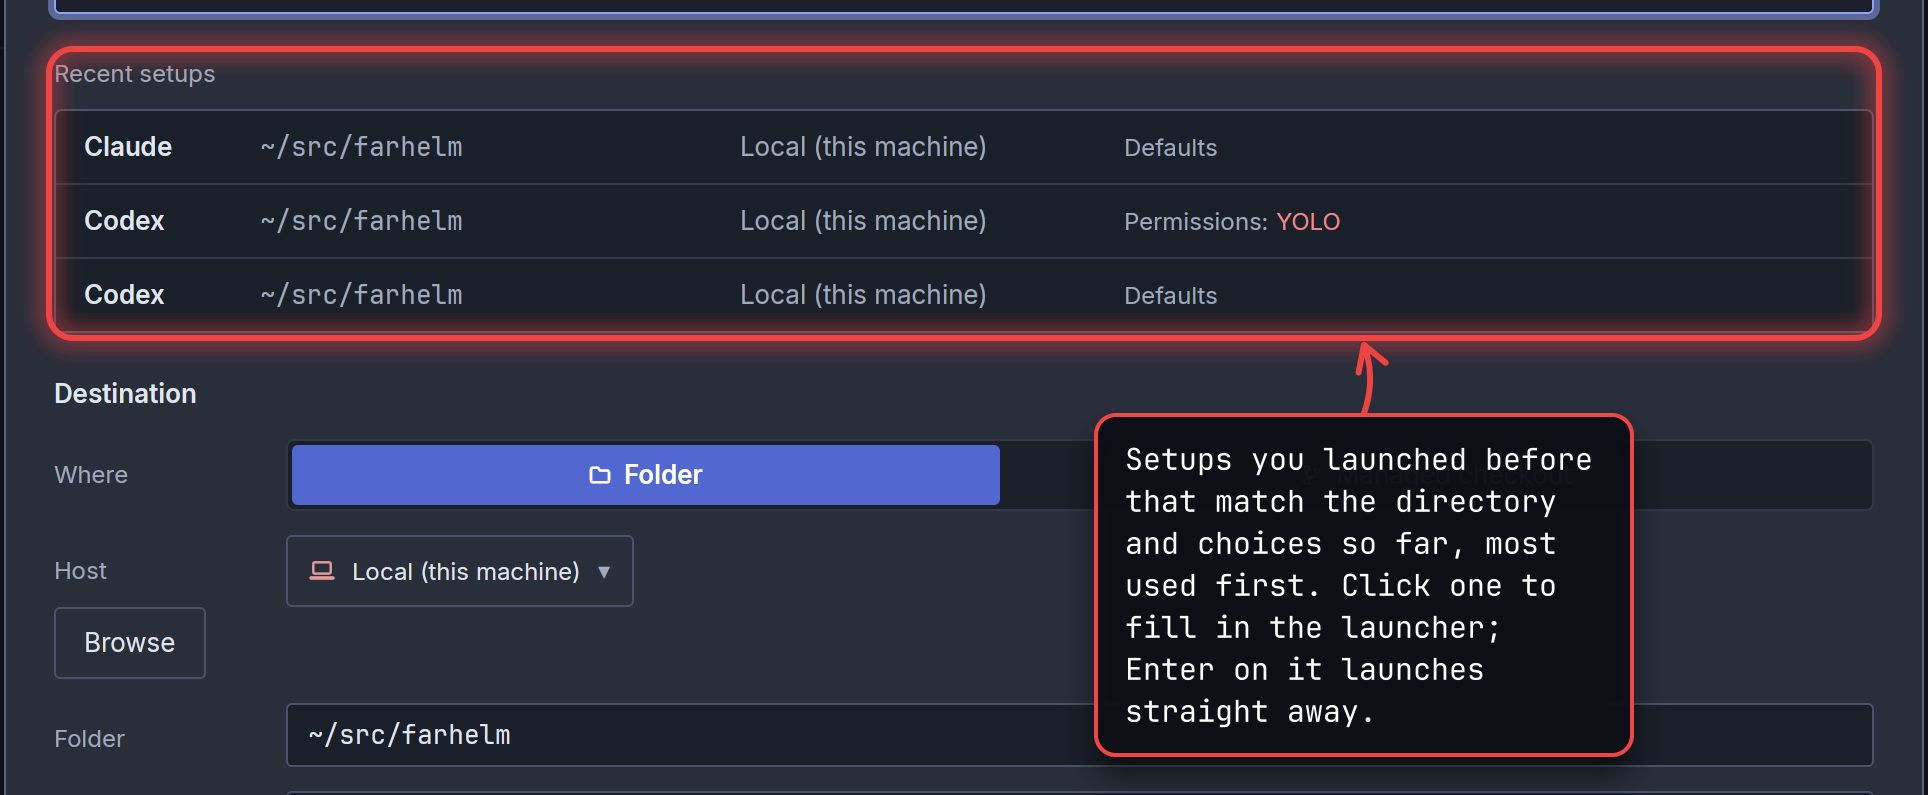 Recent setups
Claude ~/src/farhelm Local (this machine) Defaults
Codex ~/src/farhelm Local (this machine) Permissions: YOLO
Codex ~/src/farhelm Local (this machine) Defaults
Destination
Where Folder Managed checkout
Host Local (this machine) ▼
Browse
Folder ~/src/farhelm
Setups you launched before
that match the directory
and choices so far, most
used first. Click one to
fill in the launcher;
Enter on it launches
straight away.